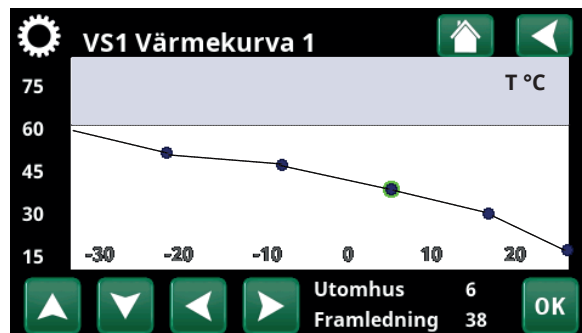 VS1 Värmekurva 1
T °C
75
60
45
30
15
-30 -20 -10 0 10 20
Utomhus 6
Framledning 38
OK